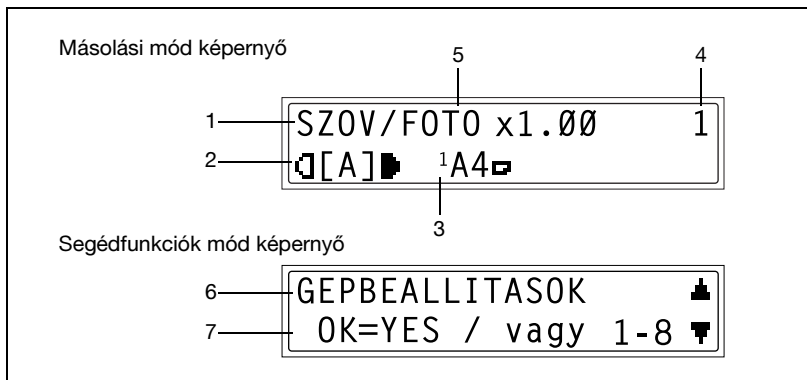 Másolási mód képernyő
5 4
1 SZOV/FOTO x1.00 1
2 [A] 1A4
3
Segédfunkciók mód képernyő
6 GEPBEALLITASOK
7 OK=YES / vagy 1-8